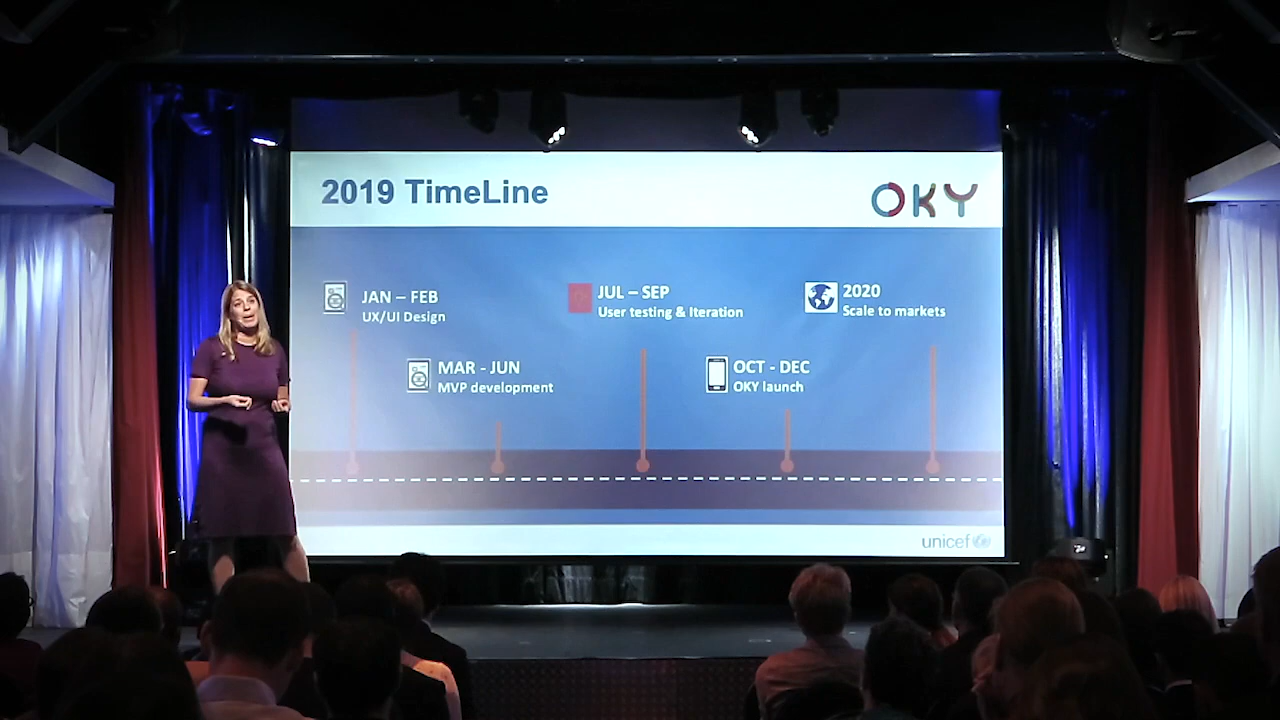 2019 TimeLine
OKY
JAN – FEB
UX/UI Design
JUL – SEP
User testing & Iteration
2020
Scale to markets
MAR - JUN
MVP development
OCT - DEC
OKY launch
unicef